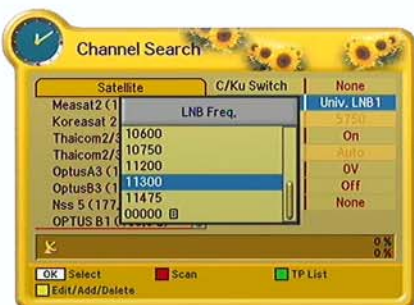 Channel Search
Satellite C/Ku Switch None
Measat2 (1 Univ. LNB1
Koreasat 2 5750
Thaicom2/3 On
Thaicom2/3 Auto
OptusA3 (1 0V
OptusB3 (1 Off
Nss 5 (177. None
OPTUS B1 (
LNB Freq.
10600
10750
11200
11300
11475
00000
0%
0%
OK Select Scan TP List
Edit/Add/Delete